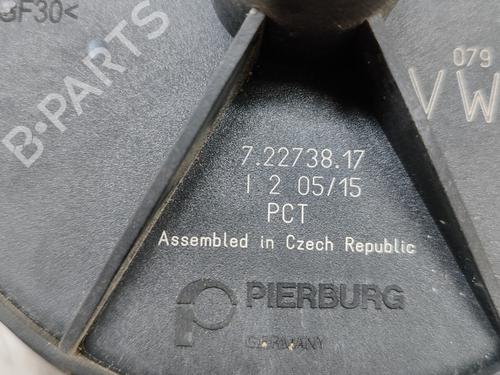 GF30<
079
VW
7.22738.17
I 2 05/15
PCT
Assembled in Czech Republic
PIERBURG
GERMANY
B-PARTS